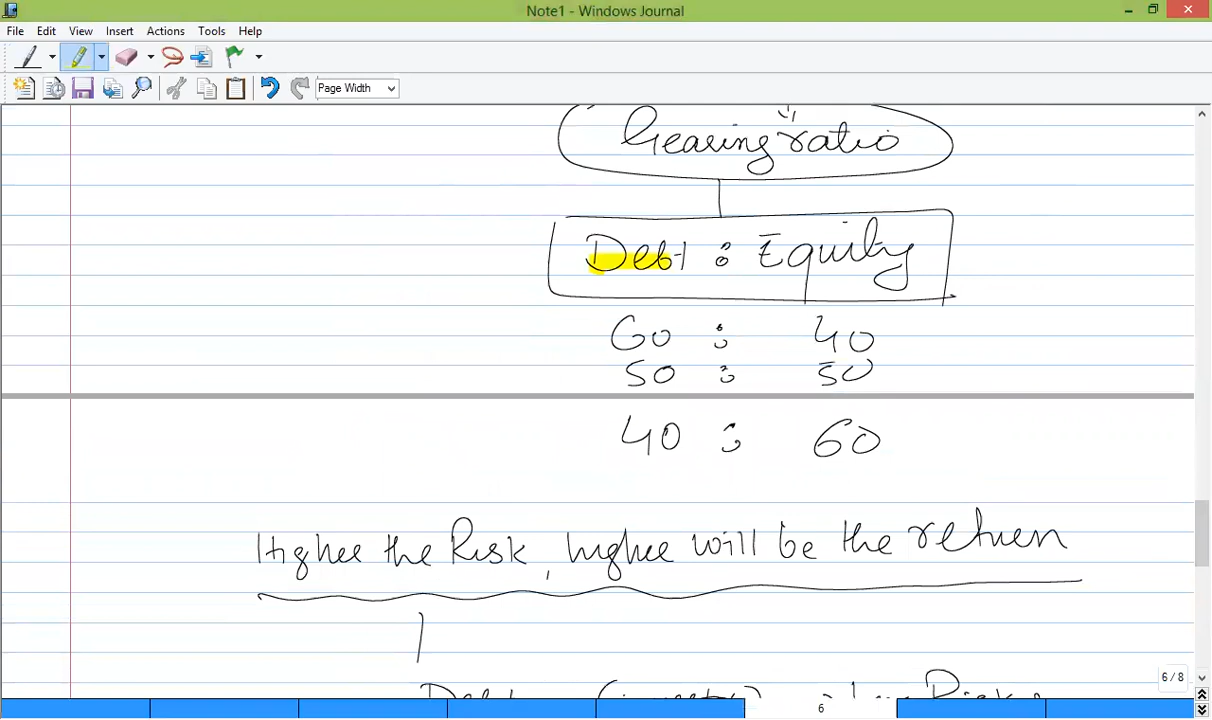 Note1 - Windows Journal
File Edit View Insert Actions Tools Help
Page Width
Gearing ratio
Debt : Equity
60 : 40
50 : 50
40 : 60
Higher the Risk, higher will be the return
6/8
6